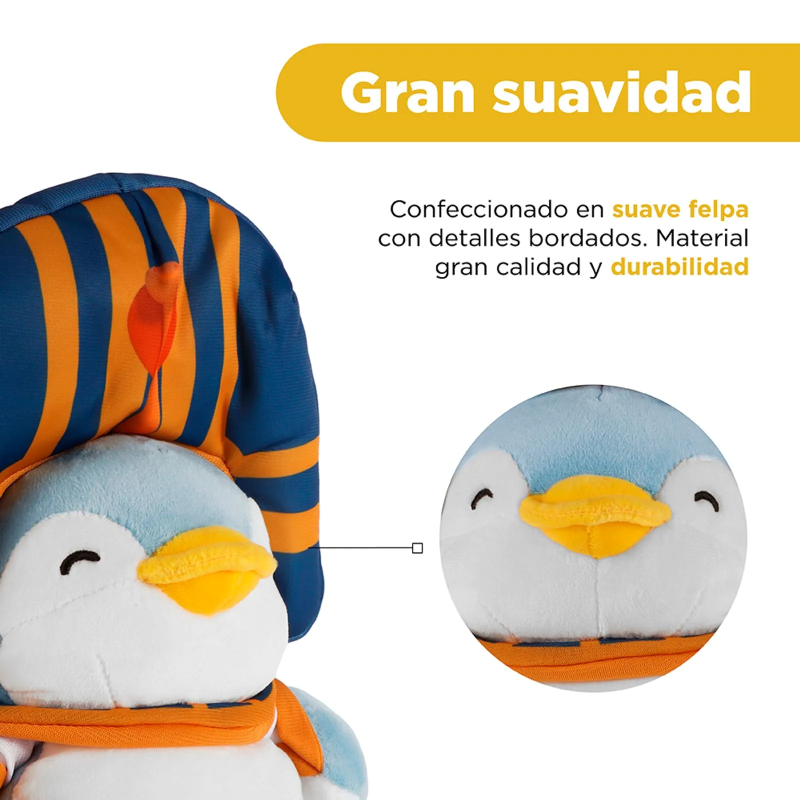 Gran suavidad
Confeccionado en suave felpa
con detalles bordados. Material
gran calidad y durabilidad